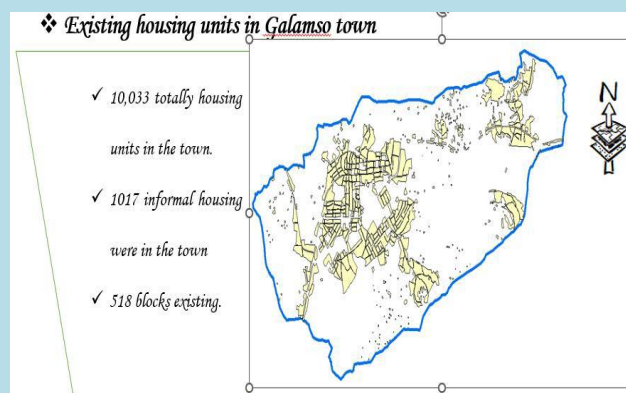 ❖ Existing housing units in Galamso town
✓ 10,033 totally housing
units in the town.
✓ 1017 informal housing
were in the town
✓ 518 blocks existing.
N